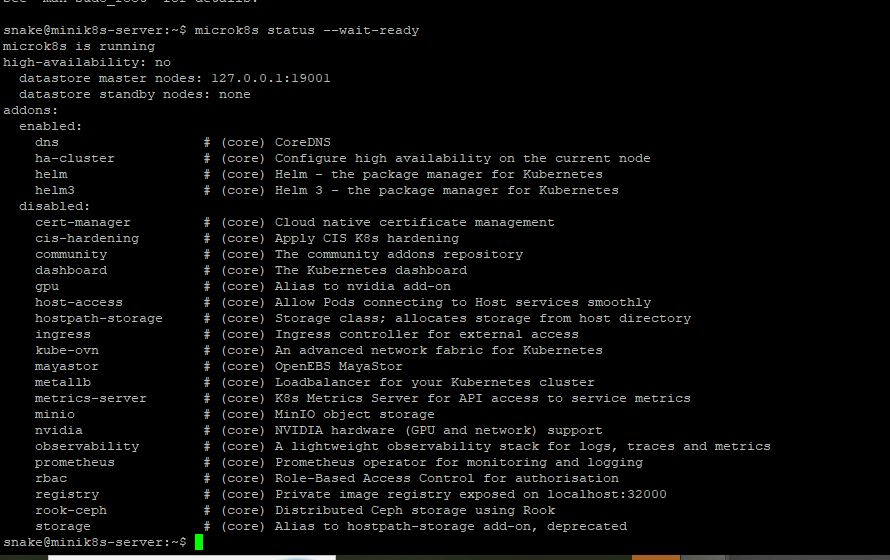 See "man sudo_root" for details.
snake@minik8s-server:~$ microk8s status --wait-ready
microk8s is running
high-availability: no
  datastore master nodes: 127.0.0.1:19001
  datastore standby nodes: none
addons:
  enabled:
    dns                  # (core) CoreDNS
    ha-cluster           # (core) Configure high availability on the current node
    helm                 # (core) Helm - the package manager for Kubernetes
    helm3                # (core) Helm 3 - the package manager for Kubernetes
  disabled:
    cert-manager         # (core) Cloud native certificate management
    cis-hardening        # (core) Apply CIS K8s hardening
    community            # (core) The community addons repository
    dashboard            # (core) The Kubernetes dashboard
    gpu                  # (core) Alias to nvidia add-on
    host-access          # (core) Allow Pods connecting to Host services smoothly
    hostpath-storage     # (core) Storage class; allocates storage from host directory
    ingress              # (core) Ingress controller for external access
    kube-ovn             # (core) An advanced network fabric for Kubernetes
    mayastor             # (core) OpenEBS MayaStor
    metallb              # (core) Loadbalancer for your Kubernetes cluster
    metrics-server       # (core) K8s Metrics Server for API access to service metrics
    minio                # (core) MinIO object storage
    nvidia               # (core) NVIDIA hardware (GPU and network) support
    observability        # (core) A lightweight observability stack for logs, traces and metrics
    prometheus           # (core) Prometheus operator for monitoring and logging
    rbac                 # (core) Role-Based Access Control for authorisation
    registry             # (core) Private image registry exposed on localhost:32000
    rook-ceph            # (core) Distributed Ceph storage using Rook
    storage              # (core) Alias to hostpath-storage add-on, deprecated
snake@minik8s-server:~$